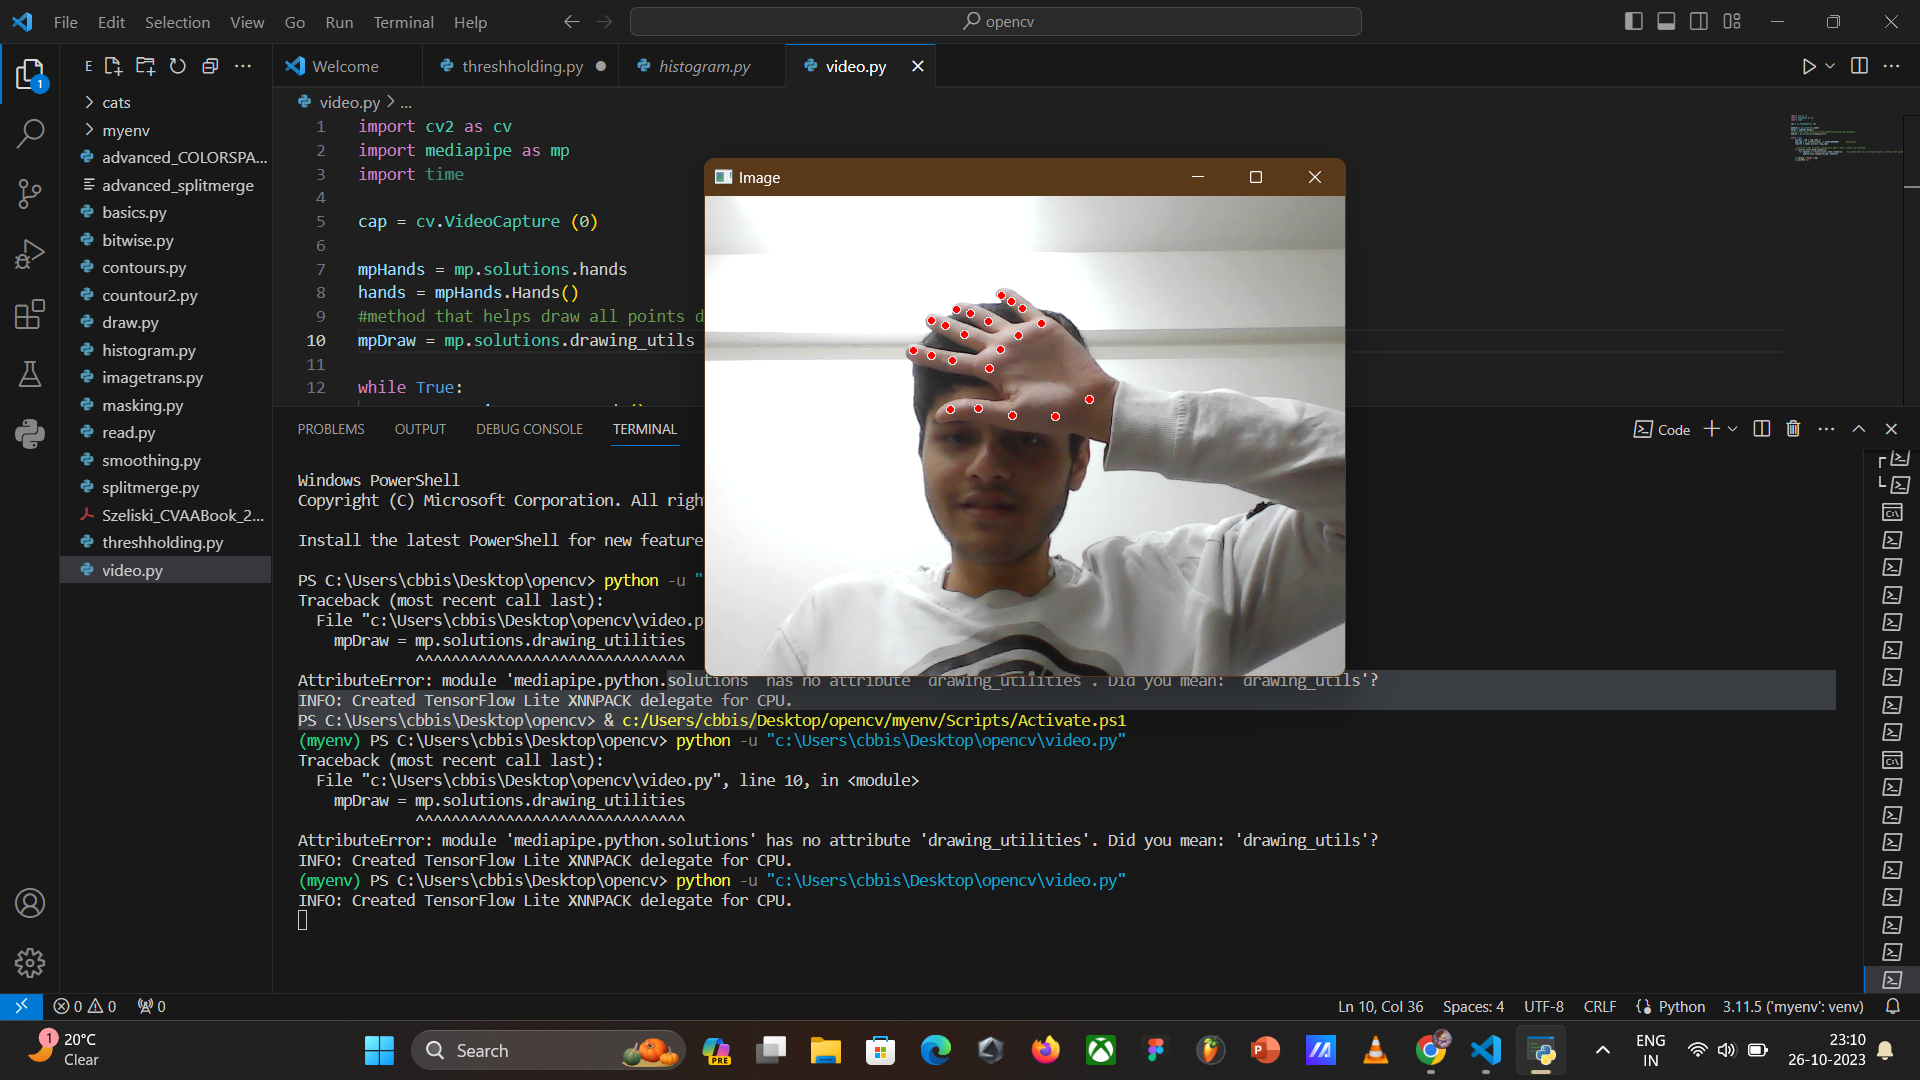 File Edit Selection View Go Run Terminal Help
opencv
1
E
cats
myenv
advanced_COLORSPA...
advanced_splitmerge
basics.py
bitwise.py
contours.py
countour2.py
draw.py
histogram.py
imagetrans.py
masking.py
read.py
smoothing.py
splitmerge.py
Szeliski_CVAABook_2...
threshholding.py
video.py
Welcome threshholding.py histogram.py video.py
video.py > ...
1 import cv2 as cv
2 import mediapipe as mp
3 import time
4
5 cap = cv.VideoCapture (0)
6
7 mpHands = mp.solutions.hands
8 hands = mpHands.Hands()
9 #method that helps draw all points d
10 mpDraw = mp.solutions.drawing_utils
11
12 while True:
Image
PROBLEMS OUTPUT DEBUG CONSOLE TERMINAL
Code
Windows PowerShell
Copyright (C) Microsoft Corporation. All righ
Install the latest PowerShell for new feature
PS C:\Users\cbbis\Desktop\opencv> python -u "
Traceback (most recent call last):
File "c:\Users\cbbis\Desktop\opencv\video.py
mpDraw = mp.solutions.drawing_utilities
^^^^^^^^^^^^^^^^^^^^^^^^^^^^^^
AttributeError: module 'mediapipe.python.solutions' has no attribute 'drawing_utilities'. Did you mean: 'drawing_utils'?
INFO: Created TensorFlow Lite XNNPACK delegate for CPU.
PS C:\Users\cbbis\Desktop\opencv> & c:/Users/cbbis/Desktop/opencv/myenv/Scripts/Activate.ps1
(myenv) PS C:\Users\cbbis\Desktop\opencv> python -u "c:\Users\cbbis\Desktop\opencv\video.py"
Traceback (most recent call last):
File "c:\Users\cbbis\Desktop\opencv\video.py", line 10, in <module>
mpDraw = mp.solutions.drawing_utilities
^^^^^^^^^^^^^^^^^^^^^^^^^^^^^^
AttributeError: module 'mediapipe.python.solutions' has no attribute 'drawing_utilities'. Did you mean: 'drawing_utils'?
INFO: Created TensorFlow Lite XNNPACK delegate for CPU.
(myenv) PS C:\Users\cbbis\Desktop\opencv> python -u "c:\Users\cbbis\Desktop\opencv\video.py"
INFO: Created TensorFlow Lite XNNPACK delegate for CPU.
0 0 0
Ln 10, Col 36 Spaces: 4 UTF-8 CRLF Python 3.11.5 ('myenv': venv)
1
20°C
Clear
Search
PRE
ENG
IN
23:10
26-10-2023